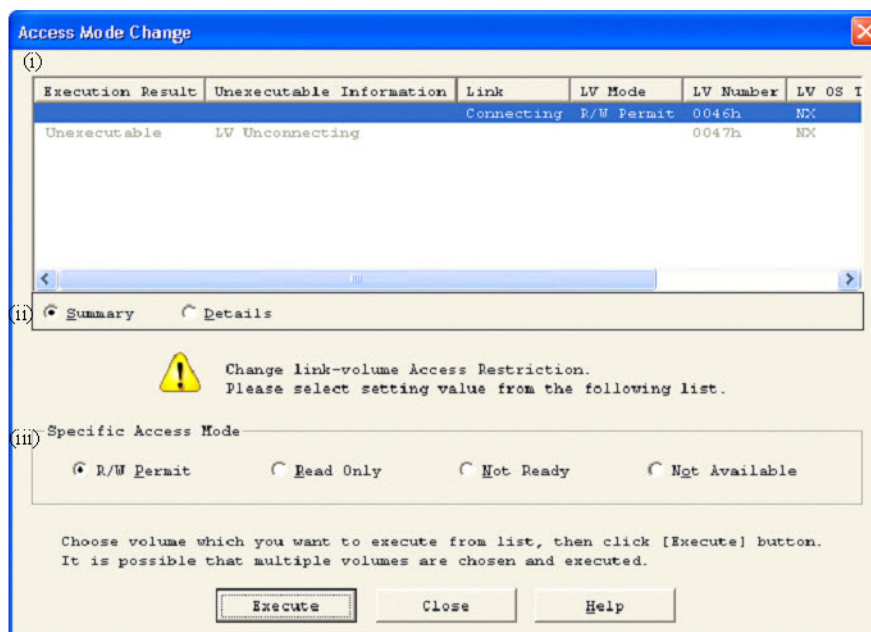 Access Mode Change
(i)
Execution Result Unexecutable Information Link LV Mode LV Number LV OS T
Connecting R/W Permit 0046h NX
Unexecutable LV Unconnecting 0047h NX
(ii) Summary Details
Change link-volume Access Restriction.
Please select setting value from the following list.
(iii) Specific Access Mode
R/W Permit Read Only Not Ready Not Available
Choose volume which you want to execute from list, then click [Execute] button.
It is possible that multiple volumes are chosen and executed.
Execute Close Help